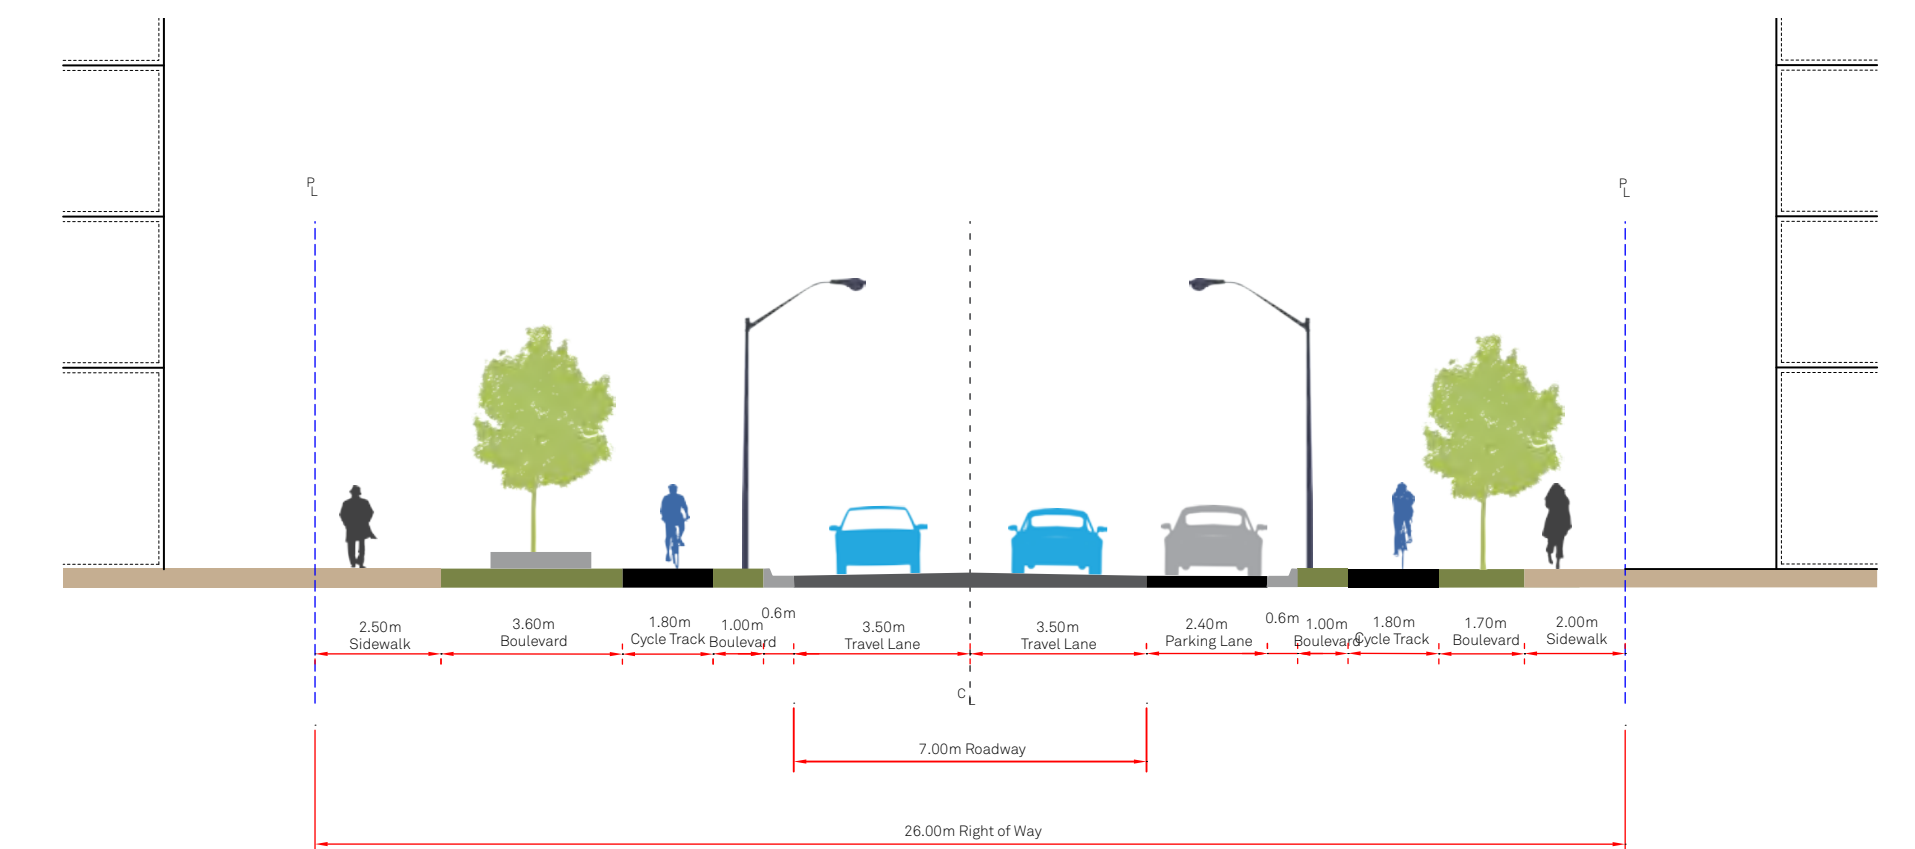 P
L
P
L
2.50m
Sidewalk
3.60m
Boulevard
1.80m
Cycle Track
1.00m
Boulevard
0.6m
3.50m
Travel Lane
3.50m
Travel Lane
2.40m
Parking Lane
0.6m
1.00m
Boulevard
1.80m
Cycle Track
1.70m
Boulevard
2.00m
Sidewalk
C
L
7.00m Roadway
26.00m Right of Way